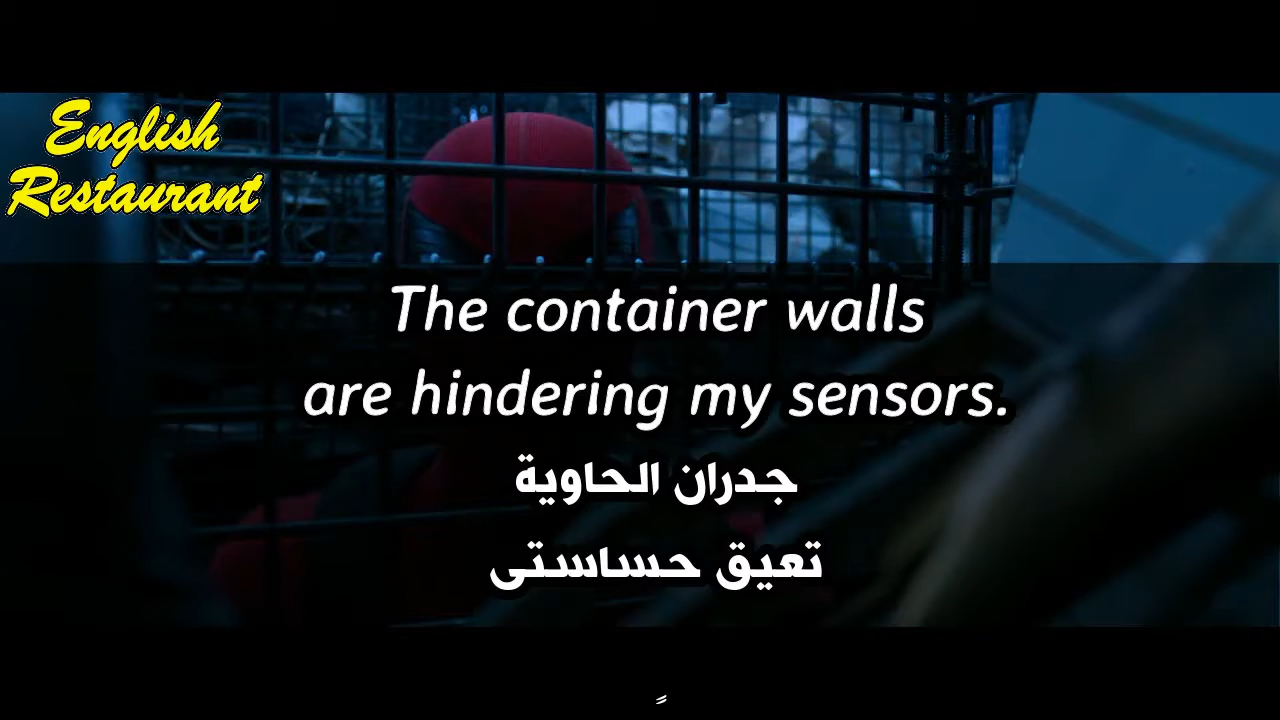 English
Restaurant
The container walls
are hindering my sensors.
جدران الحاوية
تعيق حساستى